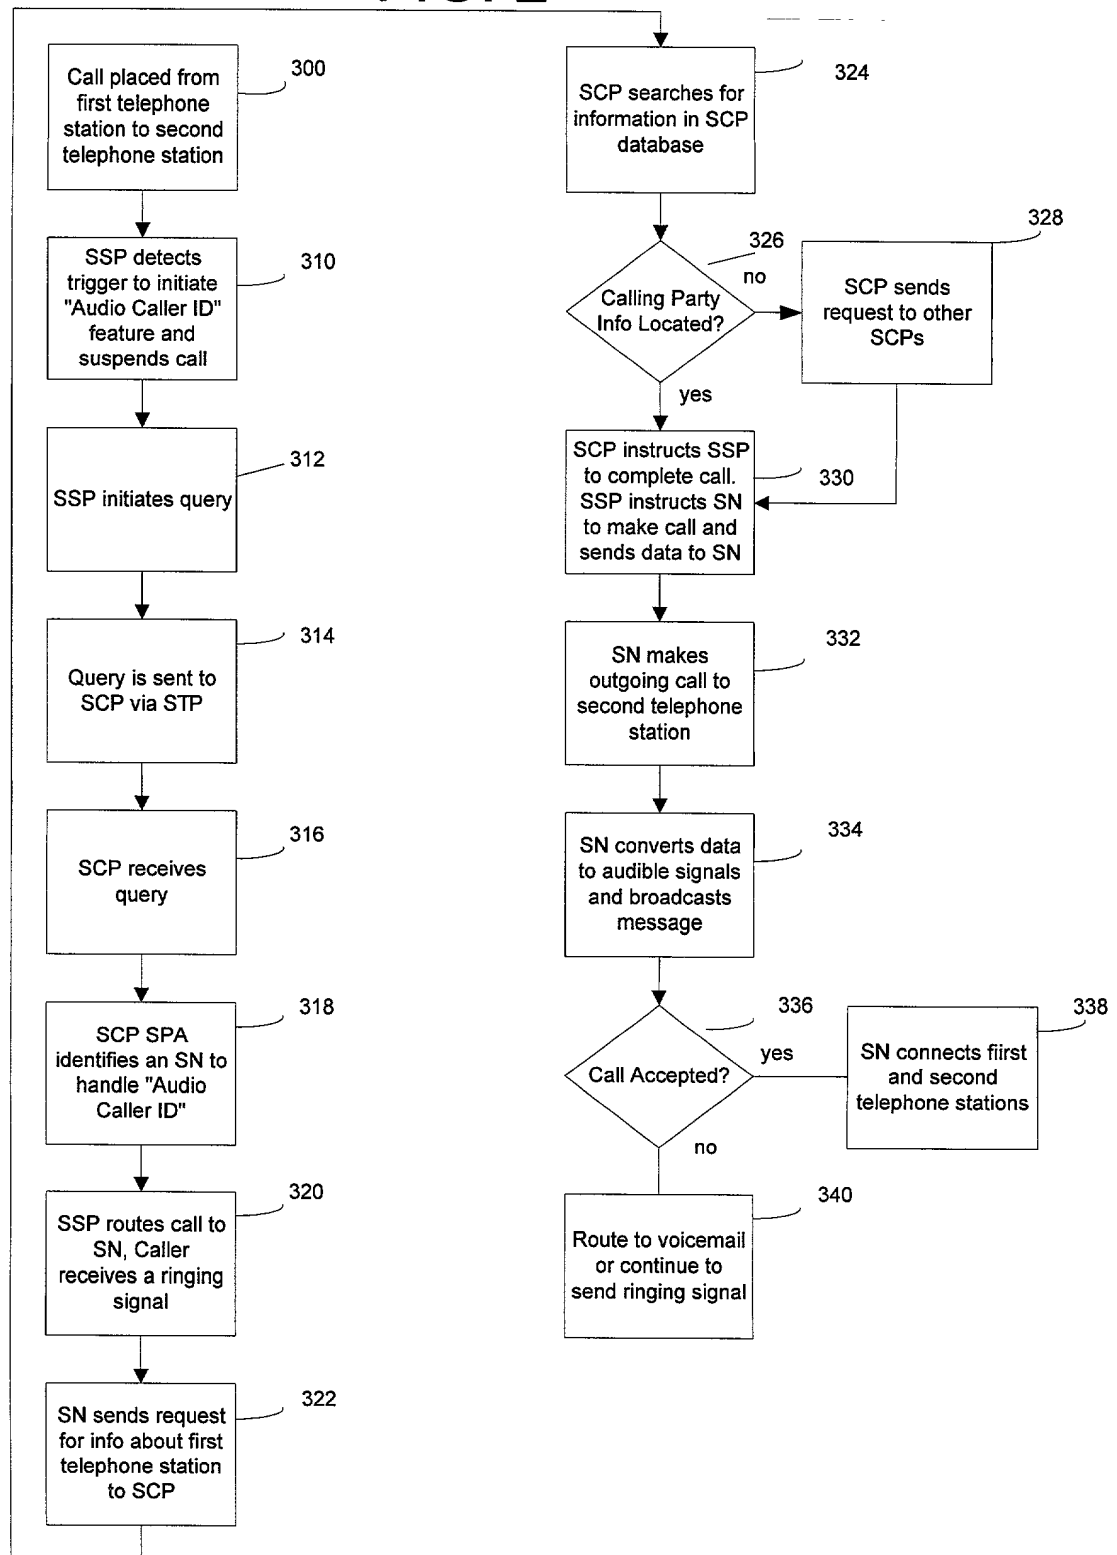 300
Call placed from
first telephone
station to second
telephone station
310
SSP detects
trigger to initiate
"Audio Caller ID"
feature and
suspends call
312
SSP initiates query
314
Query is sent to
SCP via STP
316
SCP receives
query
318
SCP SPA
identifies an SN to
handle "Audio
Caller ID"
320
SSP routes call to
SN, Caller
receives a ringing
signal
322
SN sends request
for info about first
telephone station
to SCP
324
SCP searches for
information in SCP
database
326
Calling Party
Info Located?
no
yes
328
SCP sends
request to other
SCPs
330
SCP instructs SSP
to complete call.
SSP instructs SN
to make call and
sends data to SN
332
SN makes
outgoing call to
second telephone
station
334
SN converts data
to audible signals
and broadcasts
message
336
Call Accepted?
yes
no
338
SN connects fiirst
and second
telephone stations
340
Route to voicemail
or continue to
send ringing signal